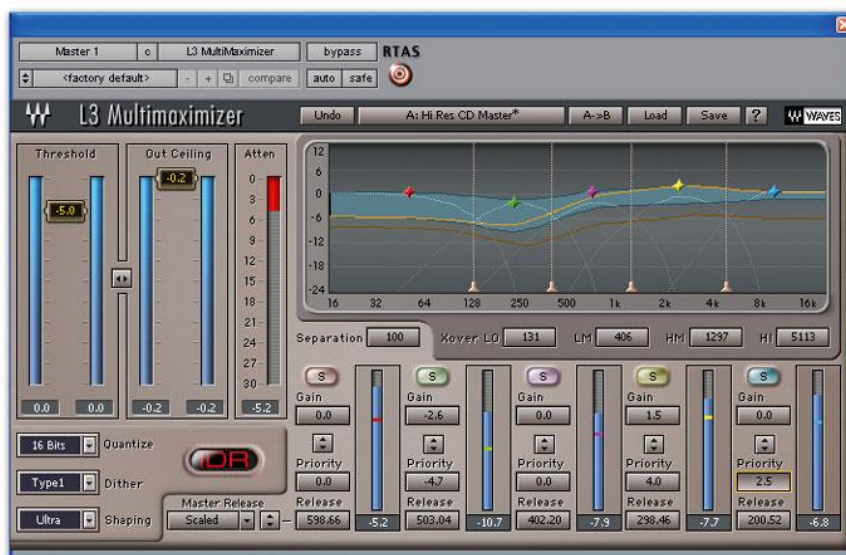 Master 1 c L3 MultiMaximizer bypass RTAS
<factory default> - + compare auto safe
L3 Multimaximizer Undo A: Hi Res CD Master* A->B Load Save ? WAVES
Threshold Out Ceiling Atten
-5.0 -0.2
0
3
6
9
12
15
18
21
24
27
30
0.0 0.0 -0.2 -0.2 -5.2
12
6
0
-6
-12
-18
-24
16 32 64 128 250 500 1k 2k 4k 8k 16k
Separation 100 Xover LO 131 LM 406 HM 1297 HI 5113
S S S S S
Gain Gain Gain Gain Gain
0.0 -2.6 0.0 1.5 0.0
Priority Priority Priority Priority Priority
0.0 -4.7 0.0 4.0 2.5
Release Release Release Release Release
598.66 -5.2 503.04 -10.7 402.20 -7.9 298.46 -7.7 200.52 -6.8
16 Bits Quantize
IDR
Type1 Dither
Master Release
Ultra Shaping Scaled